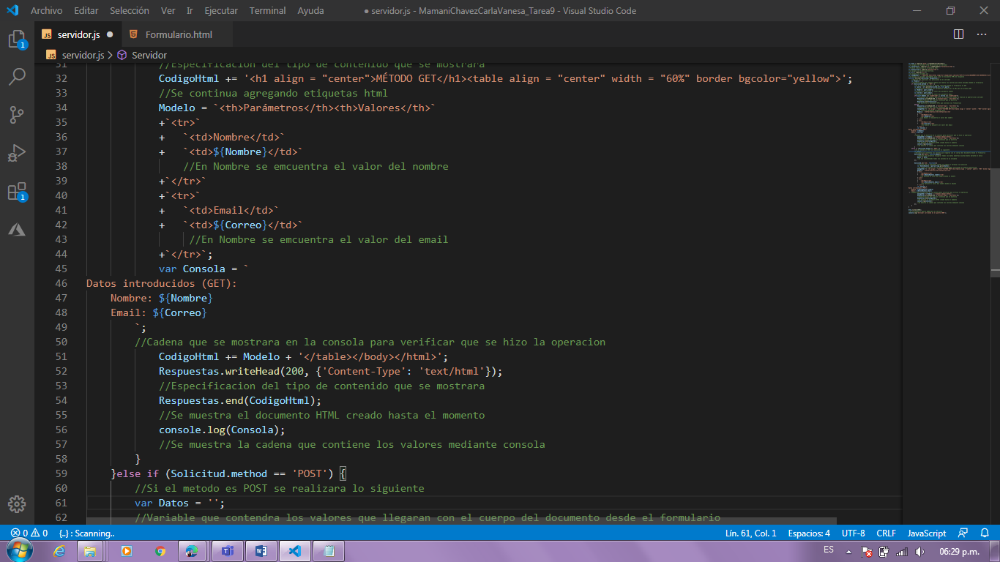 Archivo Editar Selección Ver Ir Ejecutar Terminal Ayuda ● servidor.js - MamaniChavezCarlaVanesa_Tarea9 - Visual Studio Code
JS servidor.js ● Formulario.html
JS servidor.js > Servidor
31 //Especificacion del tipo de contenido que se mostrara
32 CodigoHtml += '<h1 align = "center">MÉTODO GET</h1><table align = "center" width = "60%" border bgcolor="yellow">';
33 //Se continua agregando etiquetas html
34 Modelo = `<th>Parámetros</th><th>Valores</th>`
35 +`<tr>`
36 + `<td>Nombre</td>`
37 + `<td>${Nombre}</td>`
38 //En Nombre se emcuentra el valor del nombre
39 +`</tr>`
40 +`<tr>`
41 + `<td>Email</td>`
42 + `<td>${Correo}</td>`
43 //En Nombre se emcuentra el valor del email
44 +`</tr>`;
45 var Consola = `
46 Datos introducidos (GET):
47 Nombre: ${Nombre}
48 Email: ${Correo}
49 `;
50 //Cadena que se mostrara en la consola para verificar que se hizo la operacion
51 CodigoHtml += Modelo + '</table></body></html>';
52 Respuestas.writeHead(200, {'Content-Type': 'text/html'});
53 //Especificacion del tipo de contenido que se mostrara
54 Respuestas.end(CodigoHtml);
55 //Se muestra el documento HTML creado hasta el momento
56 console.log(Consola);
57 //Se muestra la cadena que contiene los valores mediante consola
58 }
59 }else if (Solicitud.method == 'POST') {
60 //Si el metodo es POST se realizara lo siguiente
61 var Datos = '';
62 //Variable que contendra los valores que llegaran con el cuerpo del documento desde el formulario
1
1
0 0 {..} : Scanning.. Lín. 61, Col. 1 Espacios: 4 UTF-8 CRLF JavaScript
ES 06:29 p.m.